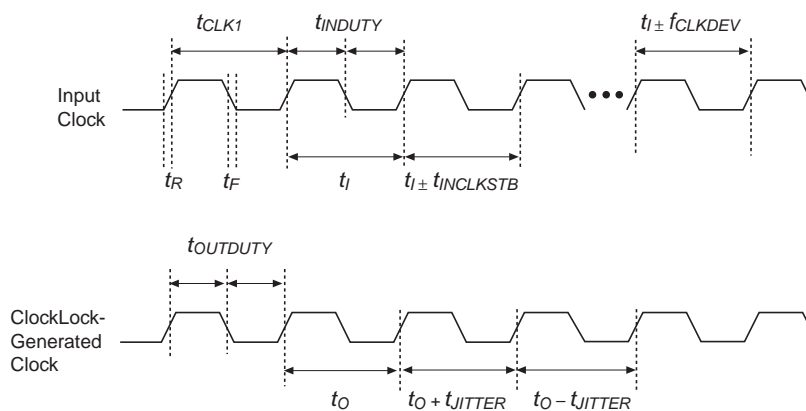 tCLK1 tINDUTY tI ± fCLKDEV
Input
Clock
tR tF tI tI ± tINCLKSTB
tOUTDUTY
ClockLock-
Generated
Clock
tO tO + tJITTER tO – tJITTER